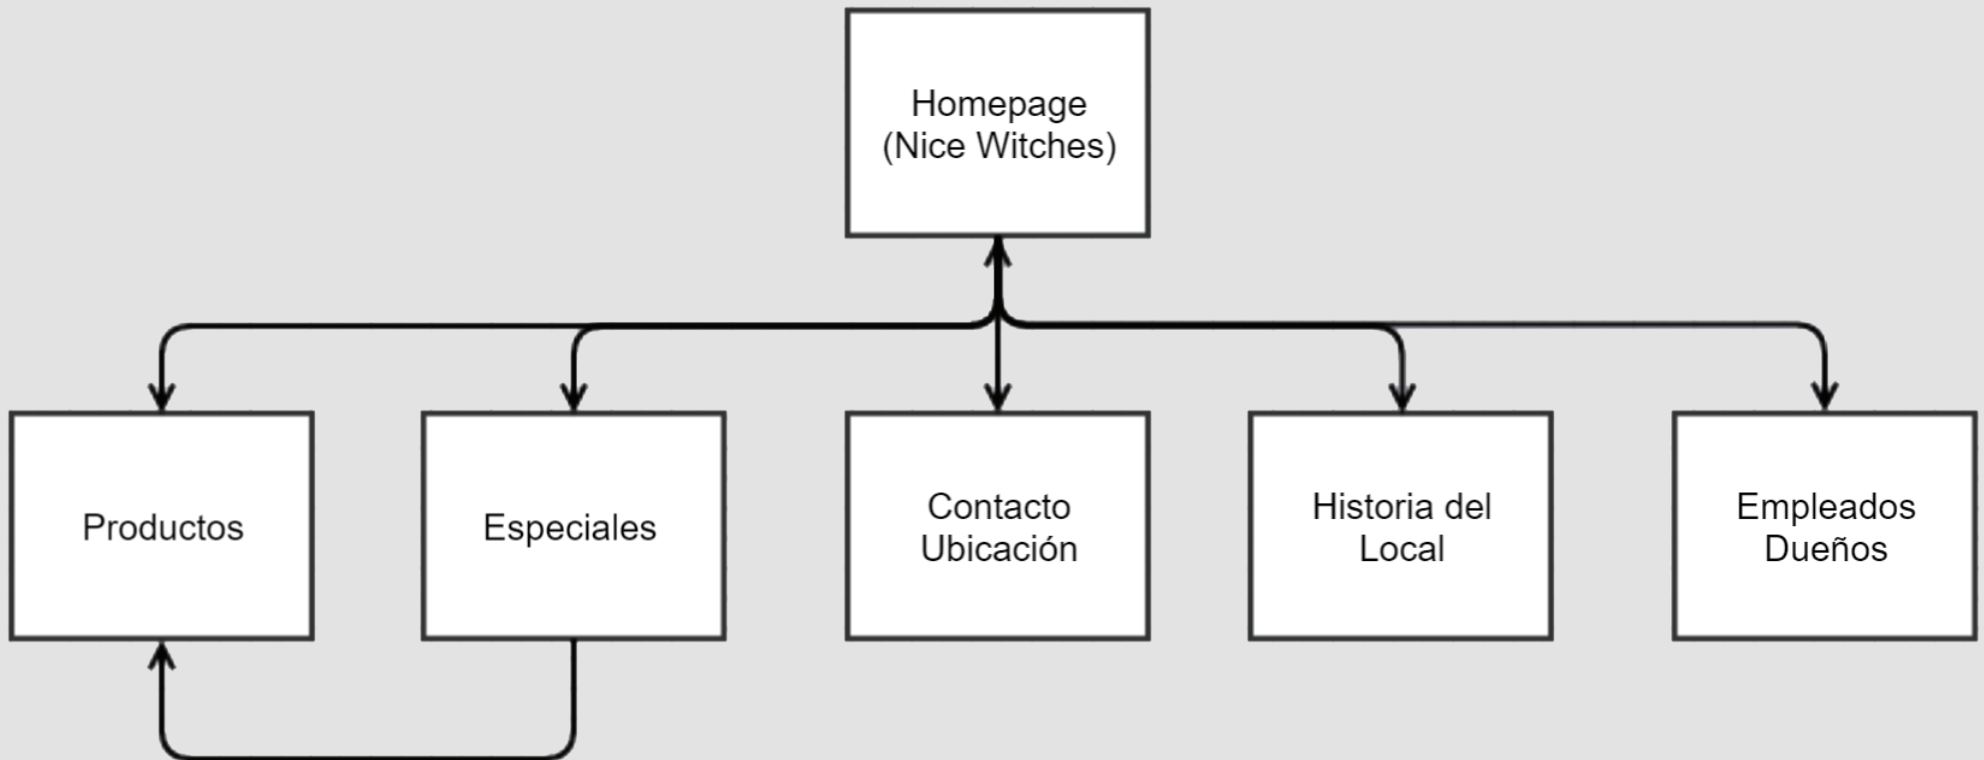 Homepage
(Nice Witches)
Productos
Especiales
Contacto
Ubicación
Historia del
Local
Empleados
Dueños